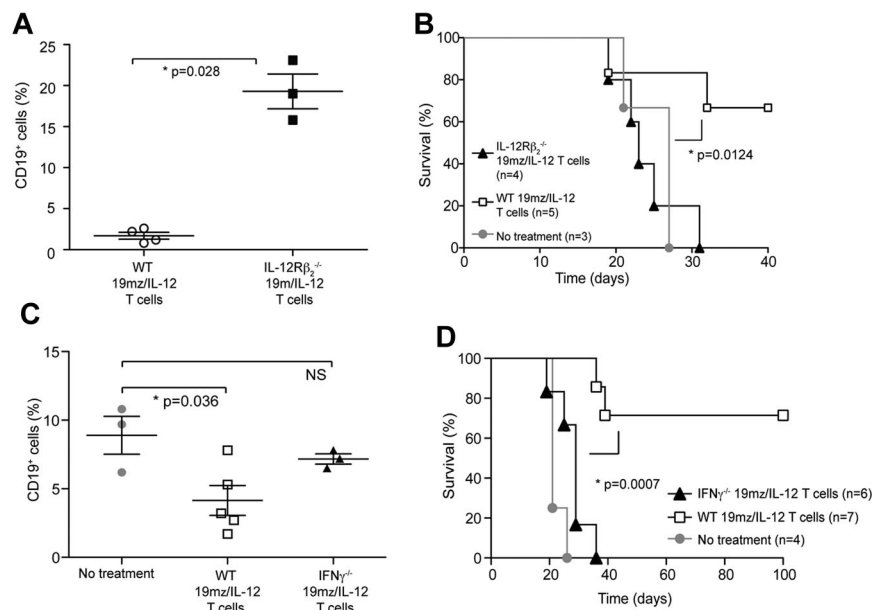 A
25
20
15
10
5
0
CD19⁺ cells (%)
* p=0.028
WT
19mz/IL-12
T cells
IL-12Rβ₂⁻/⁻
19m/IL-12
T cells
B
100
80
60
40
20
0
Survival (%)
IL-12Rβ₂⁻/⁻
19mz/IL-12 T cells
(n=4)
WT 19mz/IL-12
T cells (n=5)
No treatment (n=3)
* p=0.0124
0 10 20 30 40
Time (days)
C
15
10
5
0
CD19⁺ cells (%)
NS
* p=0.036
No treatment
WT
19mz/IL-12
T cells
IFNγ⁻/⁻
19mz/IL-12
T cells
D
100
80
60
40
20
0
Survival (%)
* p=0.0007
IFNγ⁻/⁻ 19mz/IL-12 T cells (n=6)
WT 19mz/IL-12 T cells (n=7)
No treatment (n=4)
0 20 40 60 80 100
Time (days)